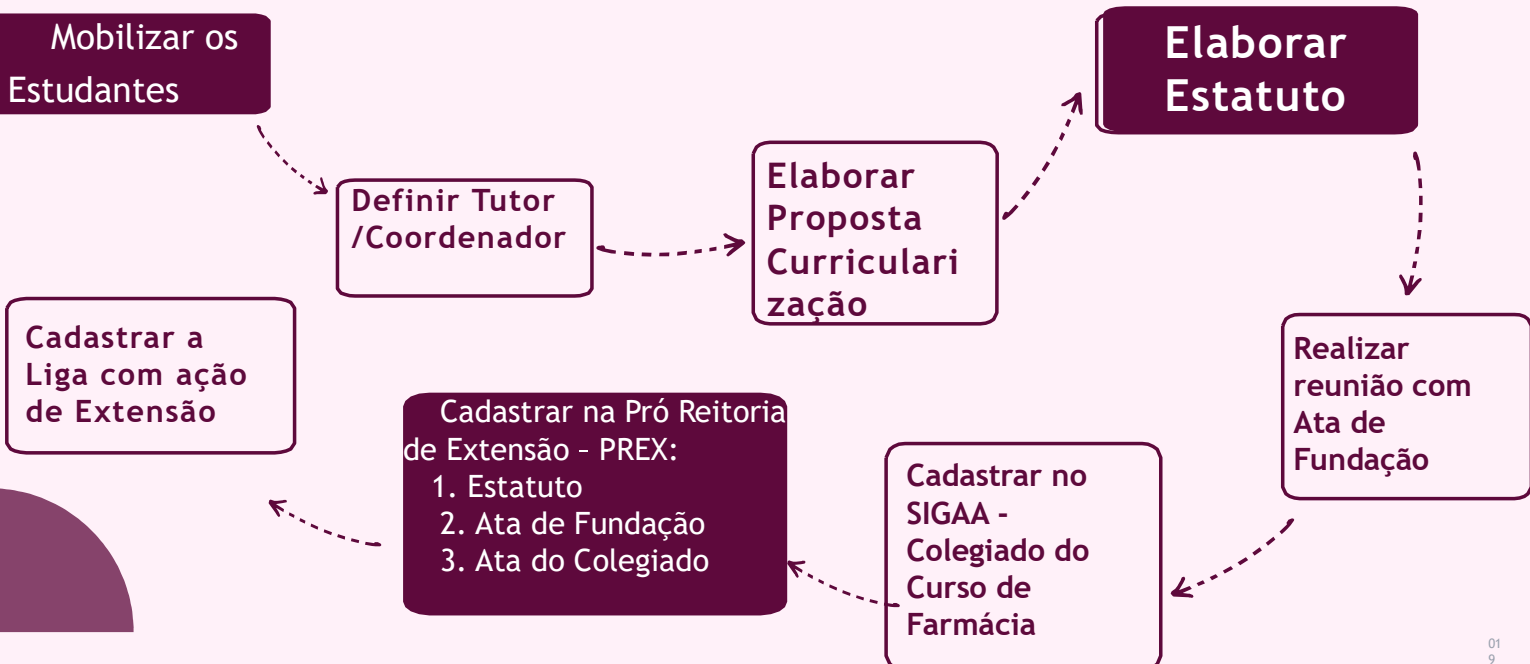 Mobilizar os
Estudantes
Definir Tutor
/Coordenador
Elaborar
Proposta
Curriculari
zação
Elaborar
Estatuto
Realizar
reunião com
Ata de
Fundação
Cadastrar no
SIGAA -
Colegiado do
Curso de
Farmácia
Cadastrar na Pró Reitoria
de Extensão – PREX:
1. Estatuto
2. Ata de Fundação
3. Ata do Colegiado
Cadastrar a
Liga com ação
de Extensão
01
9